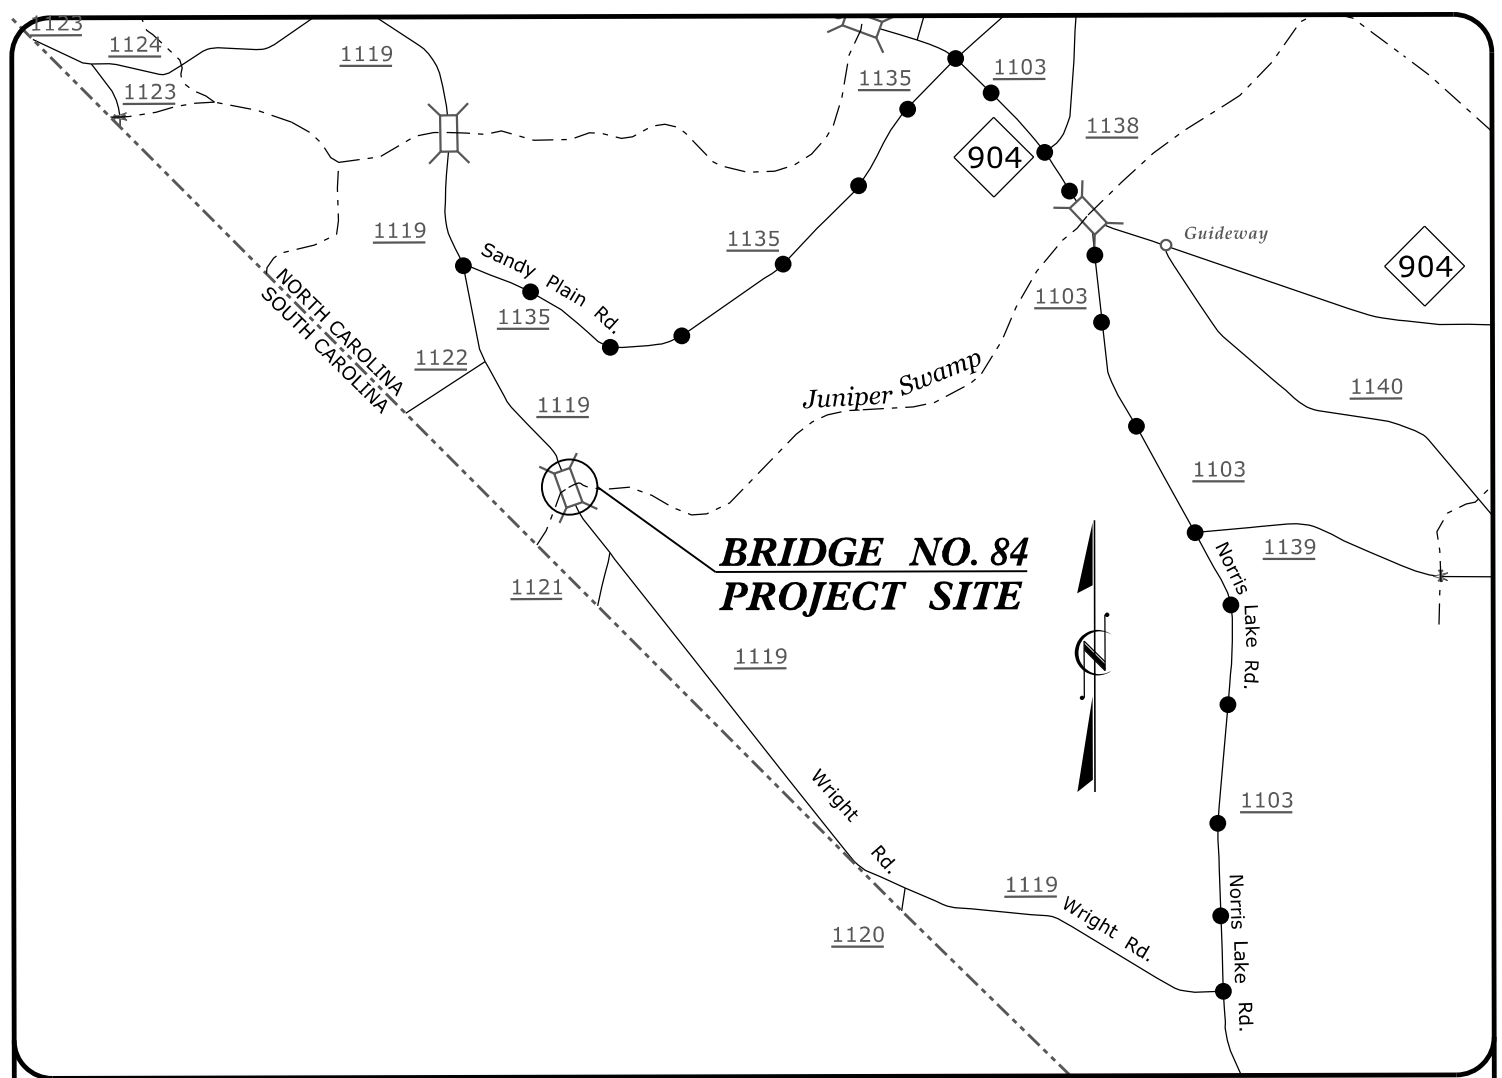 1123
1124
1119
1123
1135
1103
1138
904
1119
1135
Guideway
904
Sandy Plain Rd.
1135
1103
NORTH CAROLINA
SOUTH CAROLINA
1122
1119
Juniper Swamp
1140
1103
BRIDGE NO. 84
PROJECT SITE
1139
1121
Norris Lake Rd.
N
1119
Wright Rd.
1103
1119
Wright Rd.
1120
Norris Lake Rd.